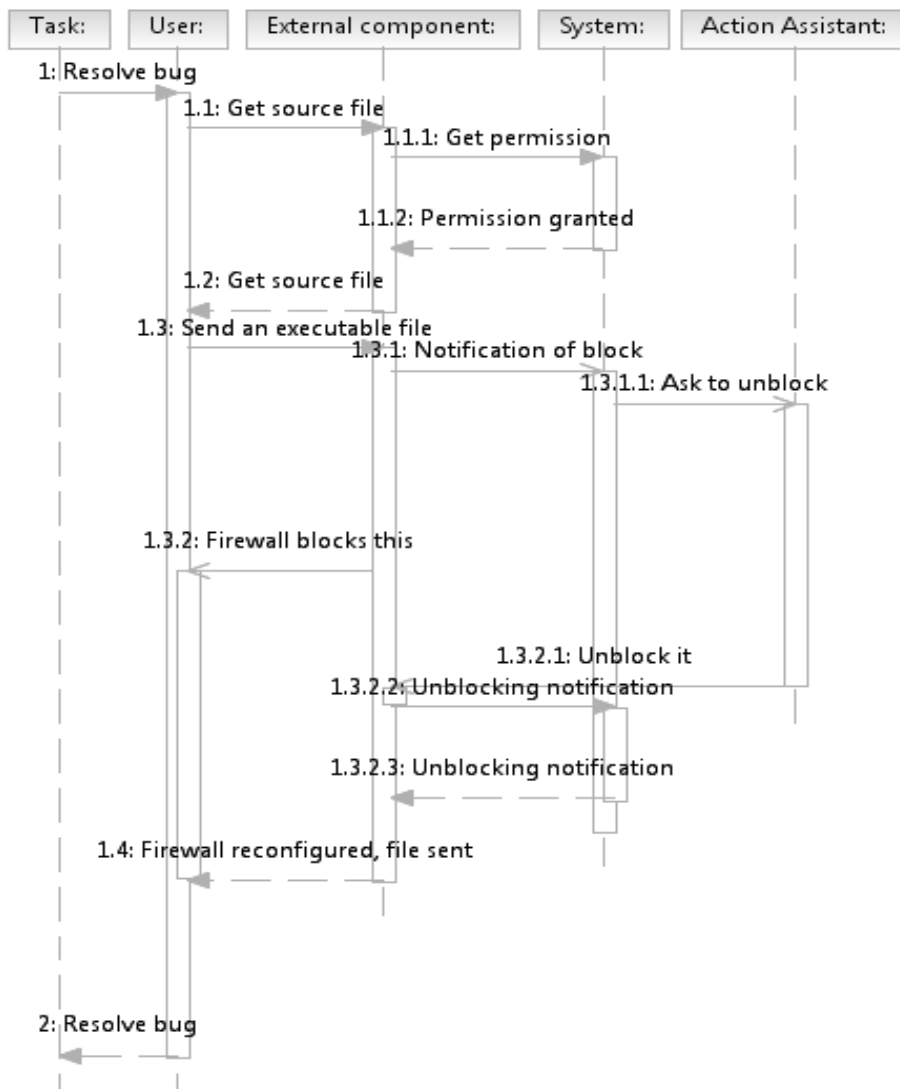 Task:
User:
External component:
System:
Action Assistant:
1: Resolve bug
1.1: Get source file
1.1.1: Get permission
1.1.2: Permission granted
1.2: Get source file
1.3: Send an executable file
1.3.1: Notification of block
1.3.1.1: Ask to unblock
1.3.2: Firewall blocks this
1.3.2.1: Unblock it
1.3.2.2: Unblocking notification
1.3.2.3: Unblocking notification
1.4: Firewall reconfigured, file sent
2: Resolve bug